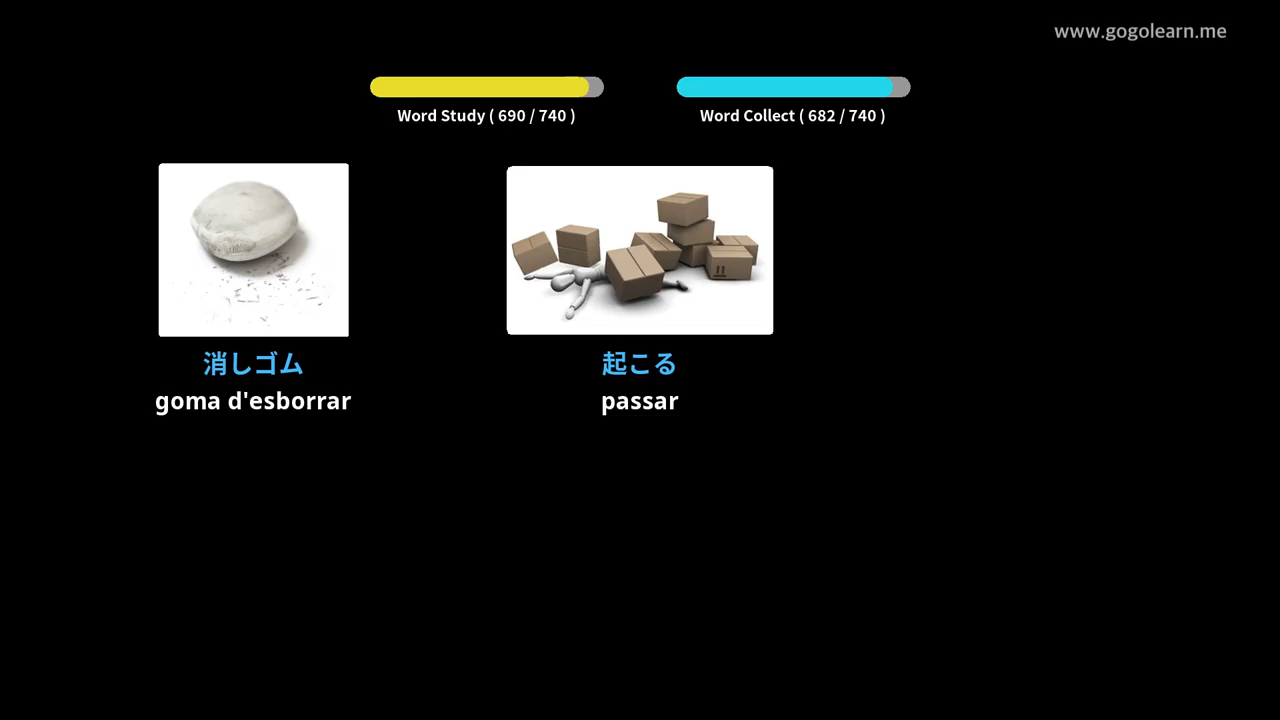 www.gogolearn.me
Word Study ( 690 / 740 )
Word Collect ( 682 / 740 )
消しゴム
goma d'esborrar
起こる
passar